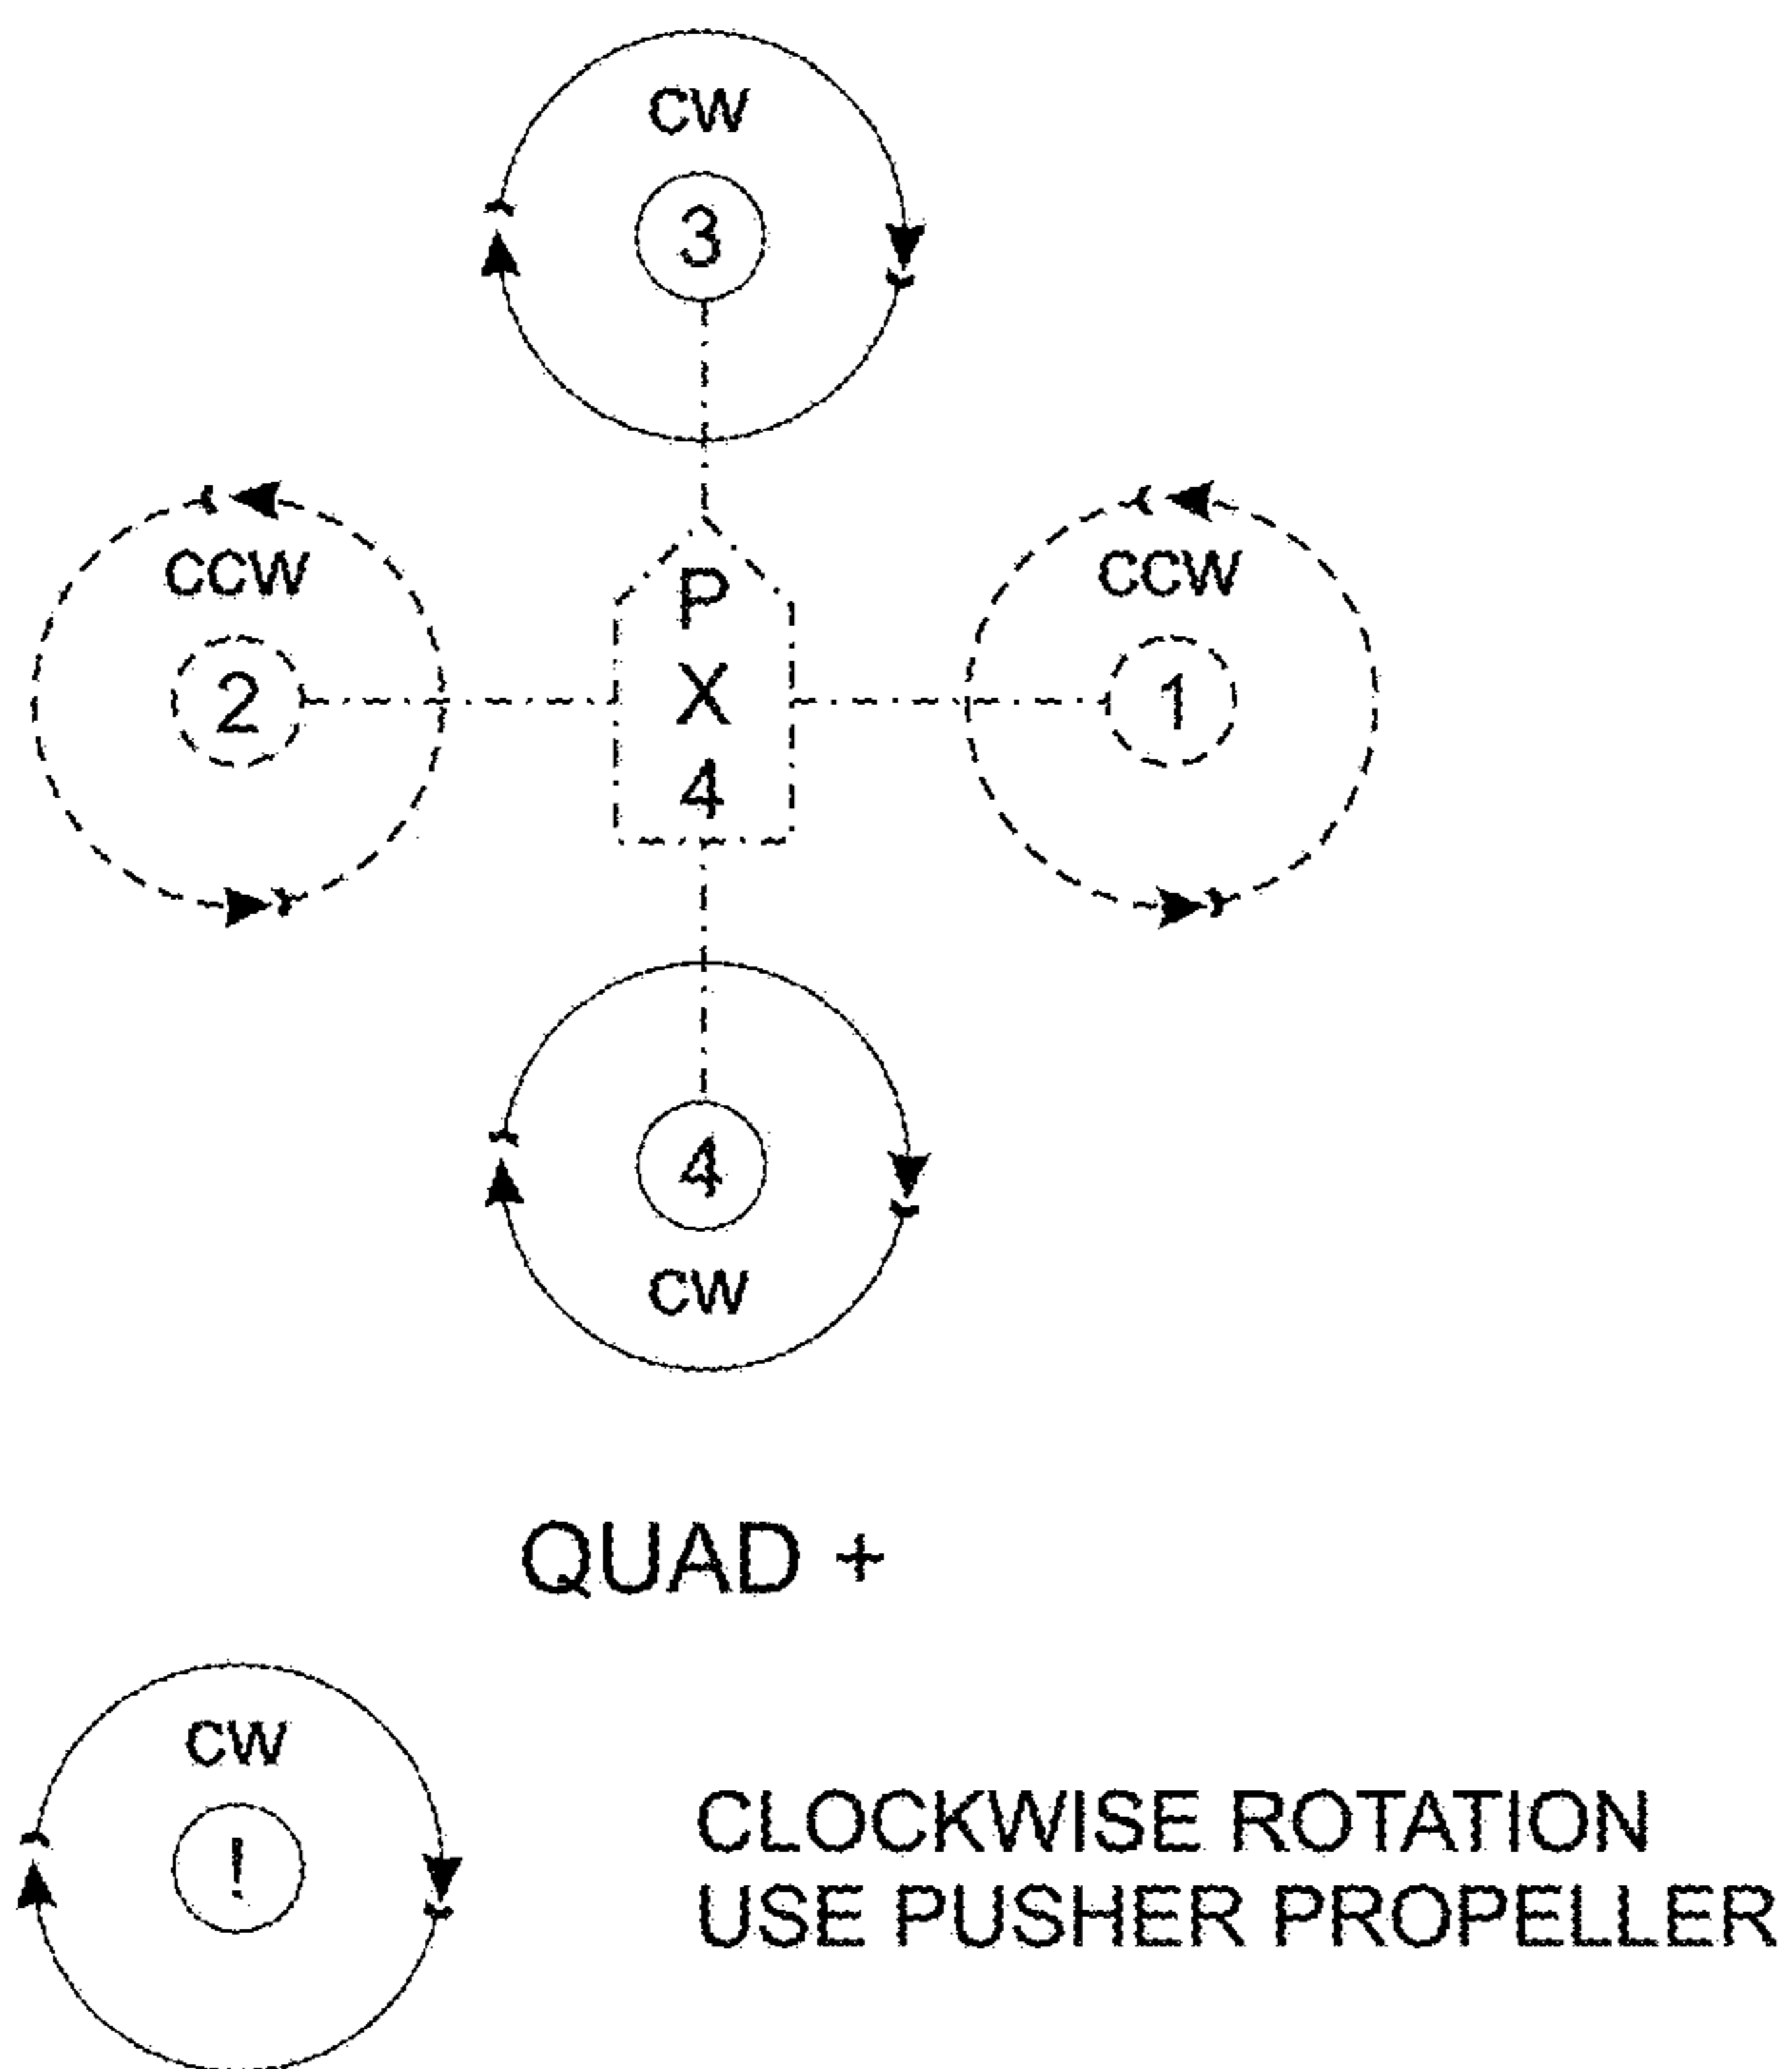 CW
3
CCW
2
P
X
4
CCW
1
4
CW
QUAD +
CW
!
CLOCKWISE ROTATION
USE PUSHER PROPELLER